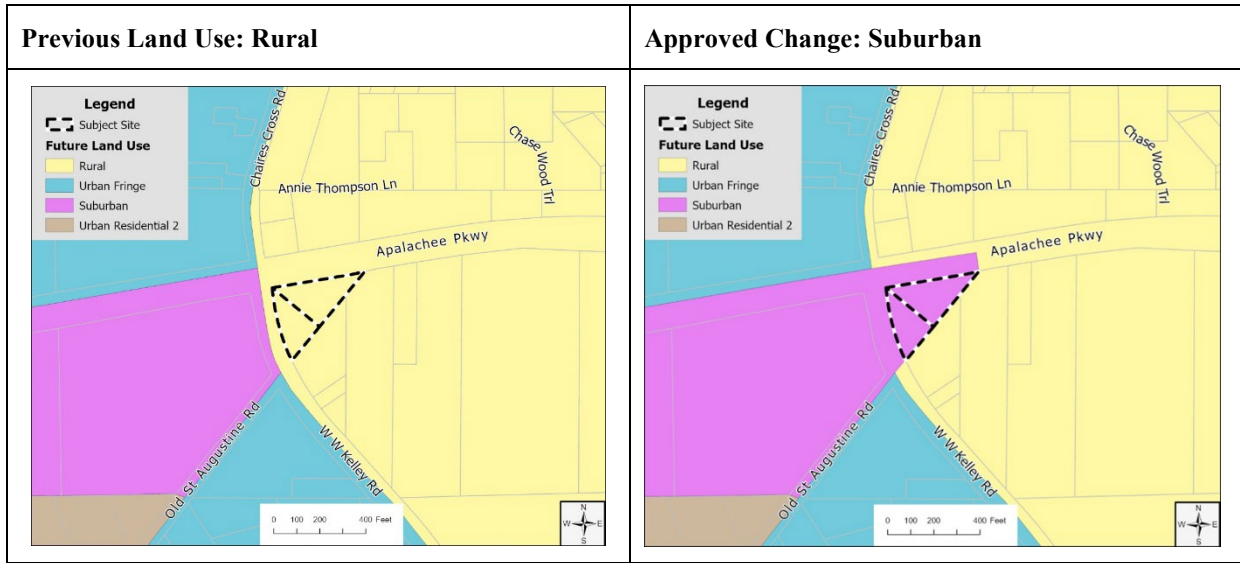 Previous Land Use: Rural
Approved Change: Suburban
Legend
Subject Site
Future Land Use
Rural
Urban Fringe
Suburban
Urban Residential 2
Chaires Cross Rd
Chase Wood Trl
Annie Thompson Ln
Apalachee Pkwy
Old St. Augustine Rd
W W Kelley Rd
0 100 200 400 Feet
N
W E
S
Legend
Subject Site
Future Land Use
Rural
Urban Fringe
Suburban
Urban Residential 2
Chaires Cross Rd
Chase Wood Trl
Annie Thompson Ln
Apalachee Pkwy
Old St. Augustine Rd
W W Kelley Rd
0 100 200 400 Feet
N
W E
S